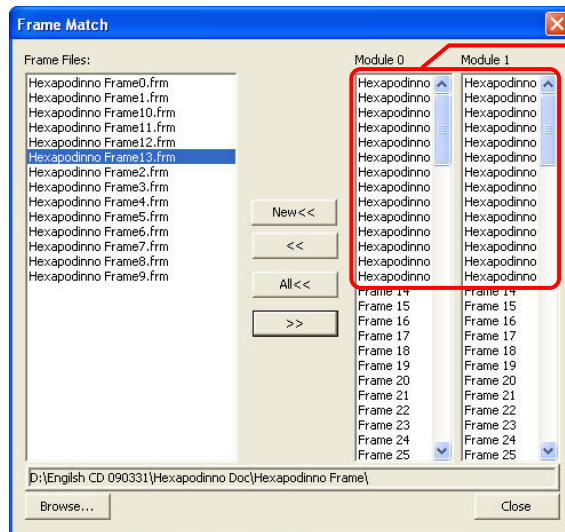 Frame Match
Frame Files:
Module 0
Module 1
Hexapodinno Frame0.frm
Hexapodinno Frame1.frm
Hexapodinno Frame10.frm
Hexapodinno Frame11.frm
Hexapodinno Frame12.frm
Hexapodinno Frame13.frm
Hexapodinno Frame2.frm
Hexapodinno Frame3.frm
Hexapodinno Frame4.frm
Hexapodinno Frame5.frm
Hexapodinno Frame6.frm
Hexapodinno Frame7.frm
Hexapodinno Frame8.frm
Hexapodinno Frame9.frm
New<<
<<
All<<
>>
Hexapodinno
Hexapodinno
Hexapodinno
Hexapodinno
Hexapodinno
Hexapodinno
Hexapodinno
Hexapodinno
Hexapodinno
Hexapodinno
Hexapodinno
Hexapodinno
Hexapodinno
Hexapodinno
Frame 14
Frame 15
Frame 16
Frame 17
Frame 18
Frame 19
Frame 20
Frame 21
Frame 22
Frame 23
Frame 24
Frame 25
Hexapodinno
Hexapodinno
Hexapodinno
Hexapodinno
Hexapodinno
Hexapodinno
Hexapodinno
Hexapodinno
Hexapodinno
Hexapodinno
Hexapodinno
Hexapodinno
Hexapodinno
Hexapodinno
Frame 14
Frame 15
Frame 16
Frame 17
Frame 18
Frame 19
Frame 20
Frame 21
Frame 22
Frame 23
Frame 24
Frame 25
D:\Engilsh CD 090331\Hexapodinno Doc\Hexapodinno Frame\
Browse...
Close